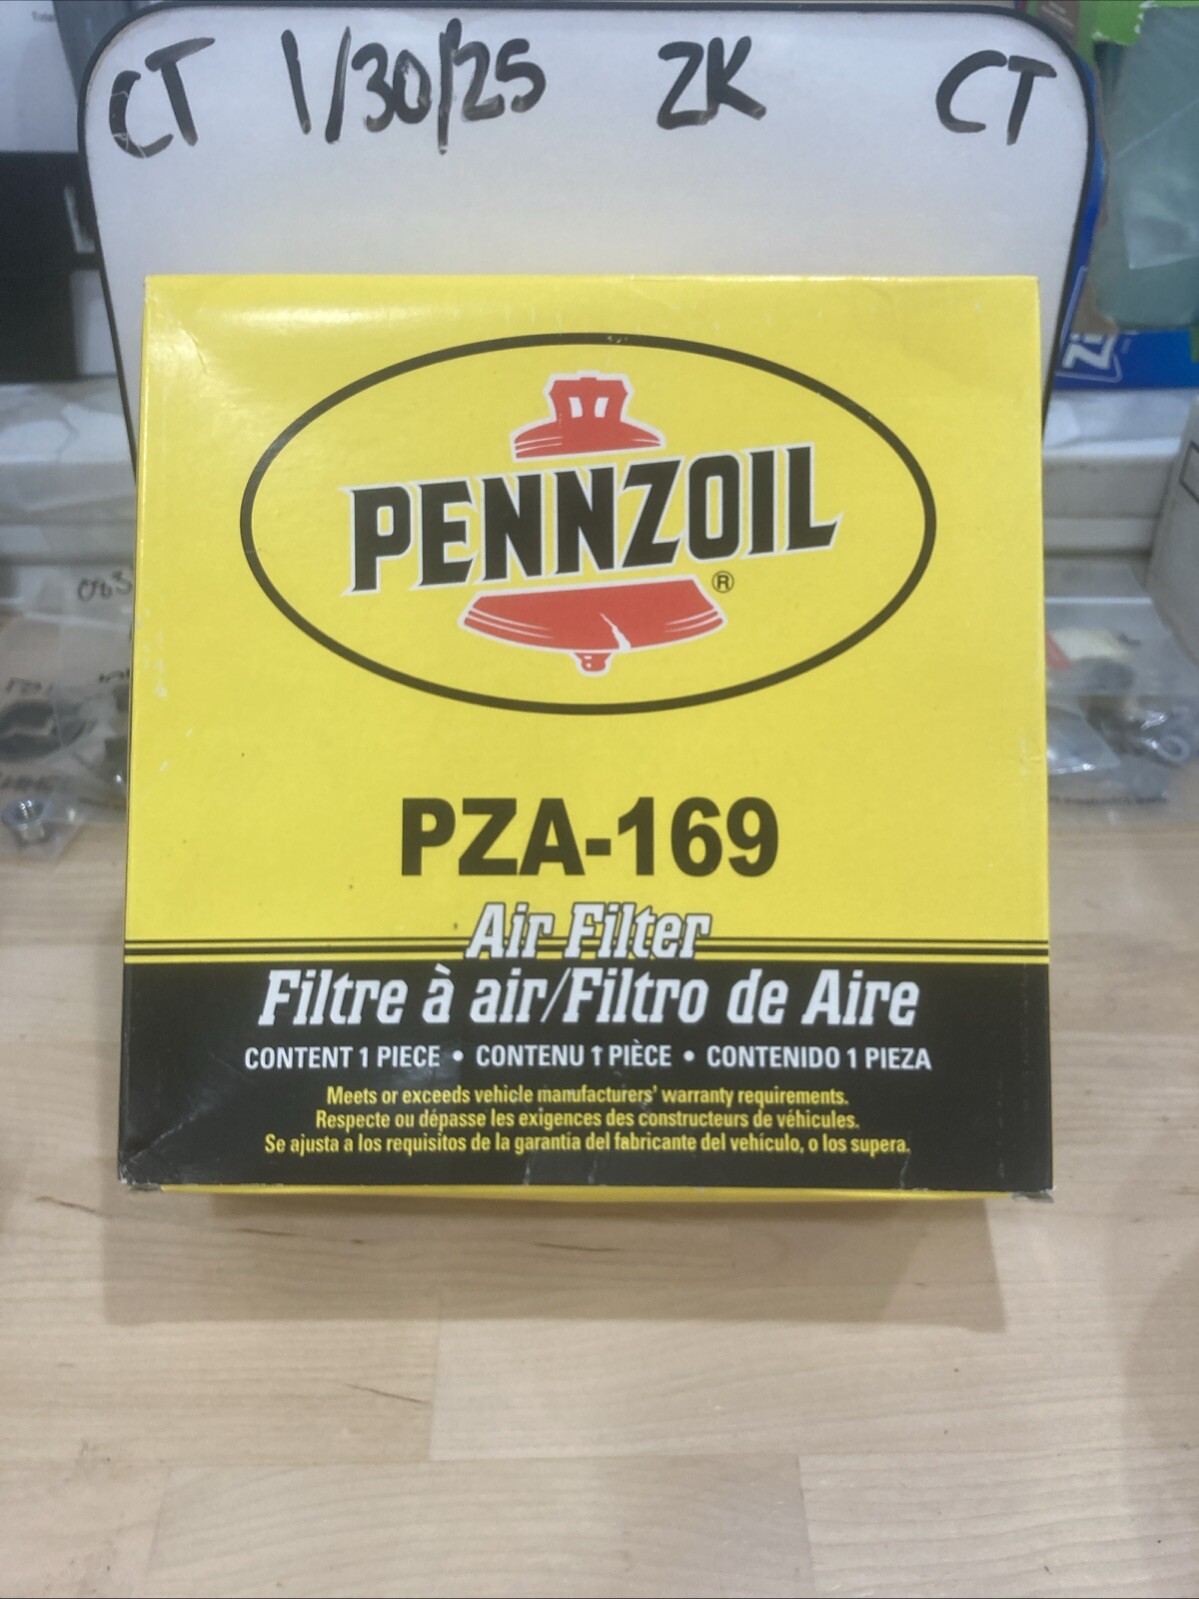 CT 1/30/25 ZK CT
PENNZOIL®
PZA-169
Air Filter
Filtre à air/Filtro de Aire
CONTENT 1 PIECE • CONTENU 1 PIÈCE • CONTENIDO 1 PIEZA
Meets or exceeds vehicle manufacturers' warranty requirements.
Respecte ou dépasse les exigences des constructeurs de véhicules.
Se ajusta a los requisitos de la garantía del fabricante del vehículo, o los supera.